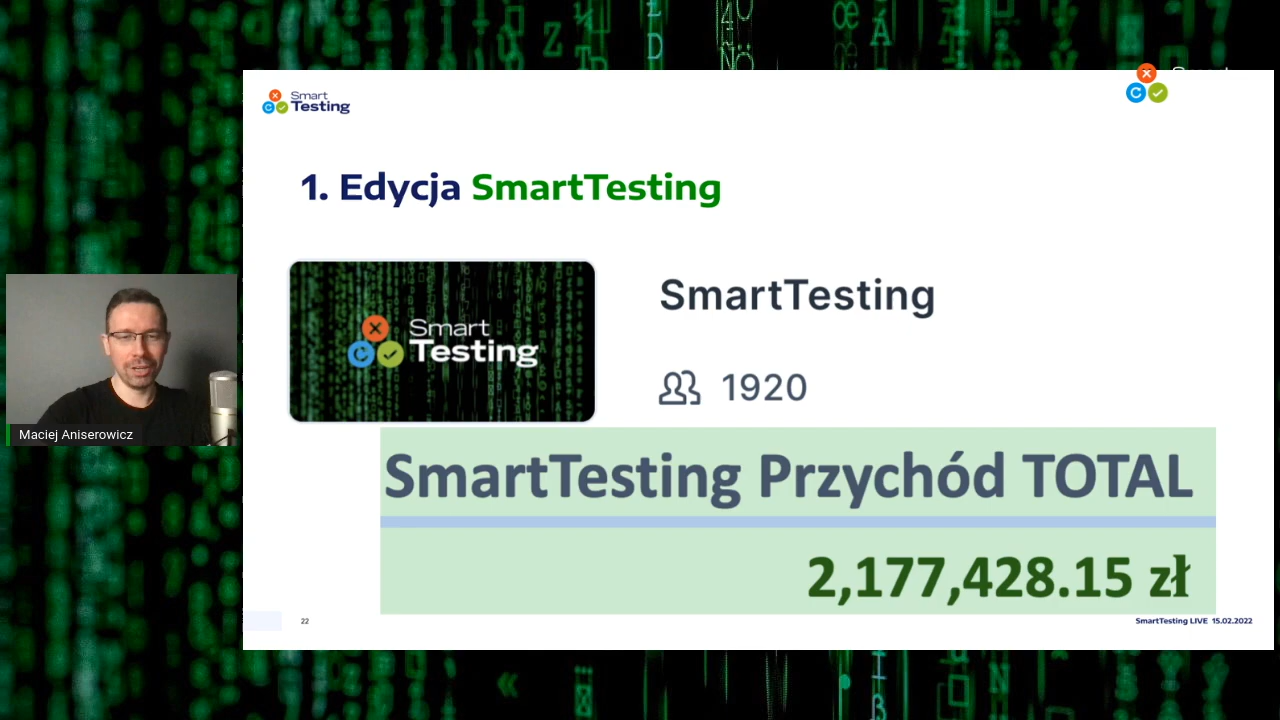 Smart
Testing
1. Edycja SmartTesting
Smart
Testing
SmartTesting
1920
SmartTesting Przychód TOTAL
2,177,428.15 zł
22
SmartTesting LIVE 15.02.2022
Maciej Aniserowicz